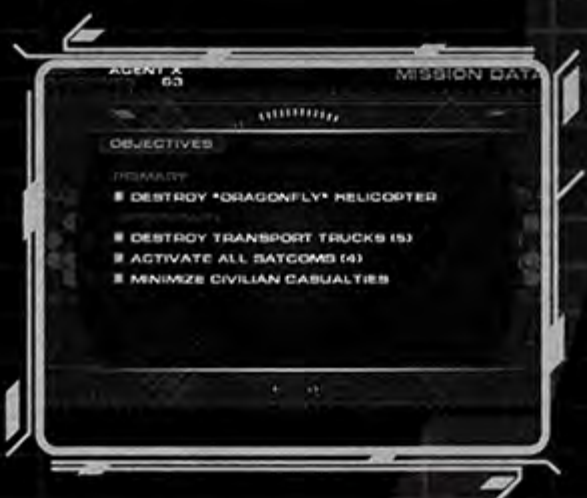 AGENT X
63
MISSION DATA
OBJECTIVES
PRIMARY
DESTROY "DRAGONFLY" HELICOPTER
DESTROY TRANSPORT TRUCKS (5)
ACTIVATE ALL SATCOMS (4)
MINIMIZE CIVILIAN CASUALTIES